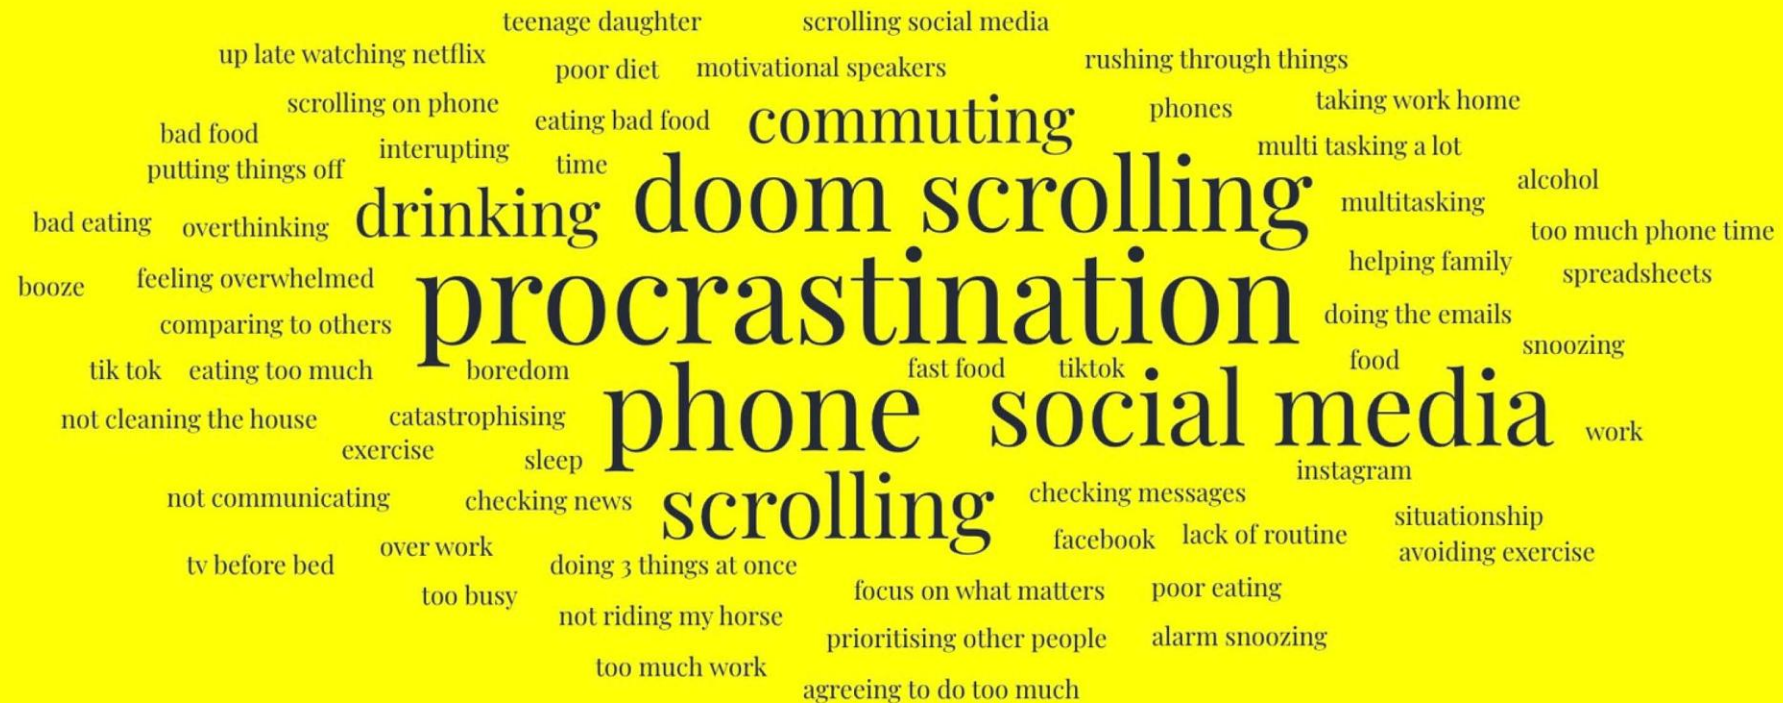 teenage daughter
scrolling social media
up late watching netflix
poor diet
motivational speakers
rushing through things
scrolling on phone
eating bad food
commuting
phones
taking work home
bad food
interupting
time
multi tasking a lot
putting things off
drinking
doom scrolling
alcohol
multitasking
bad eating
overthinking
too much phone time
booze
feeling overwhelmed
procrastination
helping family
spreadsheets
comparing to others
doing the emails
snoozing
tik tok
eating too much
boredom
fast food
tiktok
food
not cleaning the house
catastrophising
phone
social media
work
exercise
sleep
instagram
not communicating
checking news
scrolling
checking messages
situationship
over work
facebook
lack of routine
avoiding exercise
tv before bed
doing 3 things at once
too busy
focus on what matters
poor eating
not riding my horse
prioritising other people
alarm snoozing
too much work
agreeing to do too much